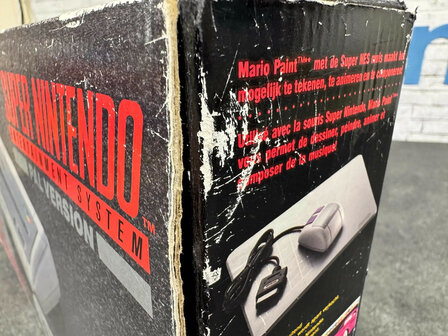 SUPER NINTENDO
ENTERTAINMENT SYSTEM
PAL VERSION
Mario Paint™ met de Super NES muis maakt het
mogelijk te tekenen, te animeren en te componeren!
Utilisé avec la souris Super Nintendo, Mario Paint™
vous permet de dessiner, peindre, animer et
composer de la musique!